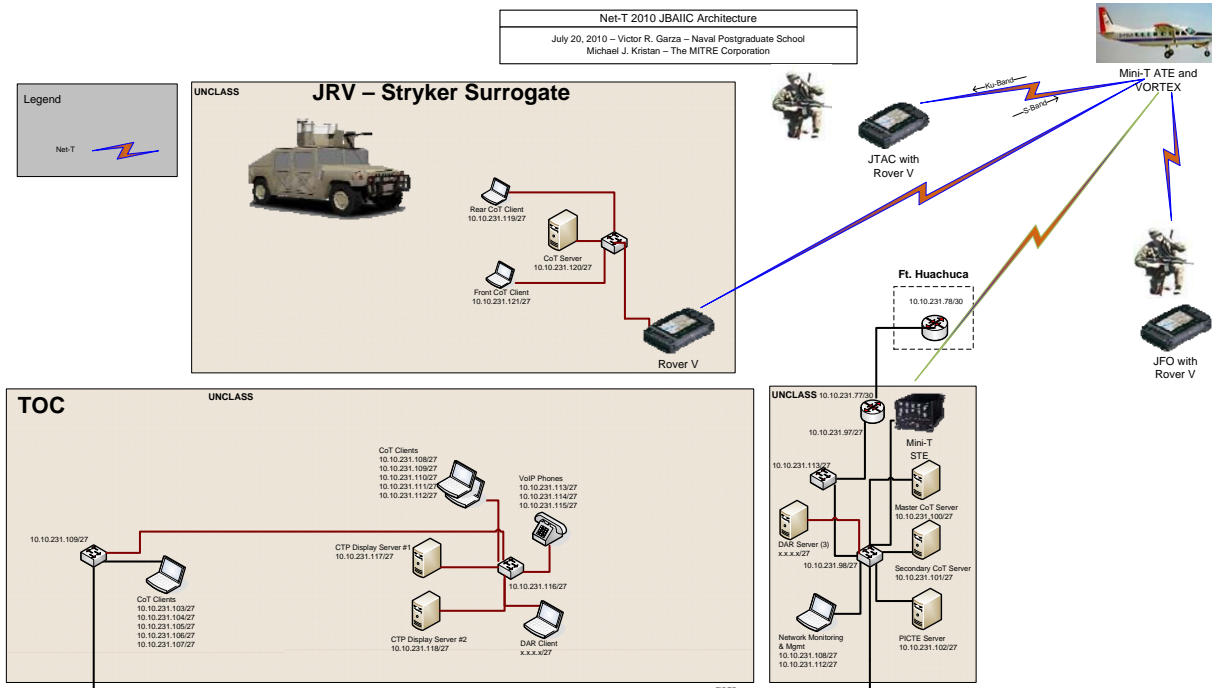 Net-T 2010 JBAIIC Architecture
July 20, 2010 – Victor R. Garza – Naval Postgraduate School
Michael J. Kristan – The MITRE Corporation
Legend
Net-T
UNCLASS
JRV – Stryker Surrogate
Rear CoT Client
10.10.231.119/27
CoT Server
10.10.231.120/27
Front CoT Client
10.10.231.121/27
Rover V
Ku-Band
S-Band
Mini-T ATE and
VORTEX
JTAC with
Rover V
JFO with
Rover V
Ft. Huachuca
10.10.231.78/30
TOC
UNCLASS
10.10.231.109/27
CoT Clients
10.10.231.103/27
10.10.231.104/27
10.10.231.105/27
10.10.231.106/27
10.10.231.107/27
CoT Clients
10.10.231.108/27
10.10.231.109/27
10.10.231.110/27
10.10.231.111/27
10.10.231.112/27
VoIP Phones
10.10.231.113/27
10.10.231.114/27
10.10.231.115/27
CTP Display Server #1
10.10.231.117/27
10.10.231.116/27
CTP Display Server #2
10.10.231.118/27
DAR Client
x.x.x.x/27
UNCLASS
10.10.231.77/30
10.10.231.97/27
Mini-T
STE
10.10.231.113/27
Master CoT Server
10.10.231.100/27
DAR Server (3)
x.x.x.x/27
10.10.231.98/27
Secondary CoT Server
10.10.231.101/27
Network Monitoring
& Mgmt
10.10.231.108/27
10.10.231.112/27
PICTE Server
10.10.231.102/27